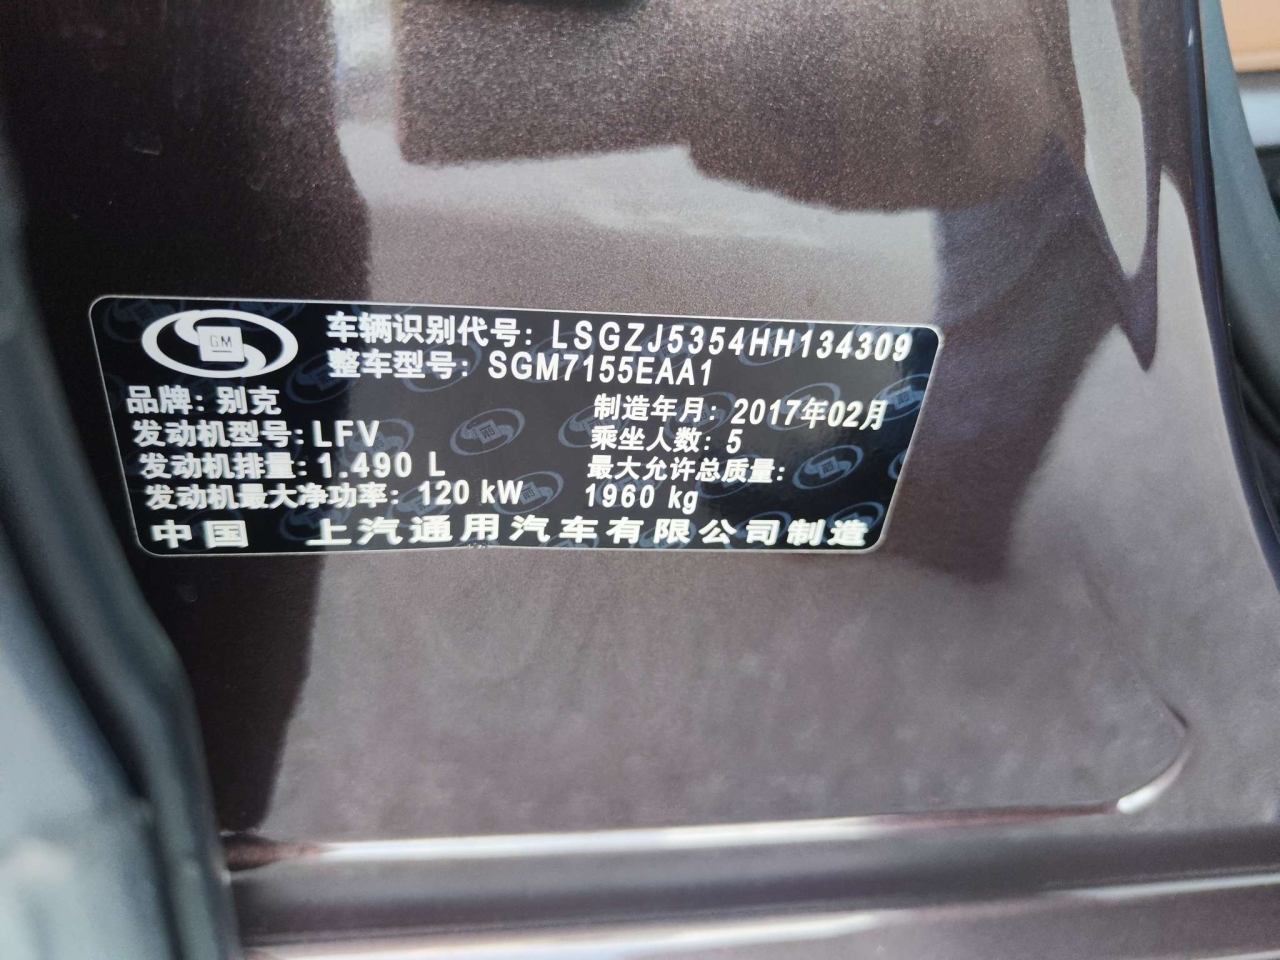 GM
车辆识别代号: LSGZJ5354HH134309
整车型号: SGM7155EAA1
品牌: 别克
制造年月: 2017年02月
发动机型号: LFV
乘坐人数: 5
发动机排量: 1.490 L
最大允许总质量:
发动机最大净功率: 120 kW
1960 kg
中国 上汽通用汽车有限公司制造